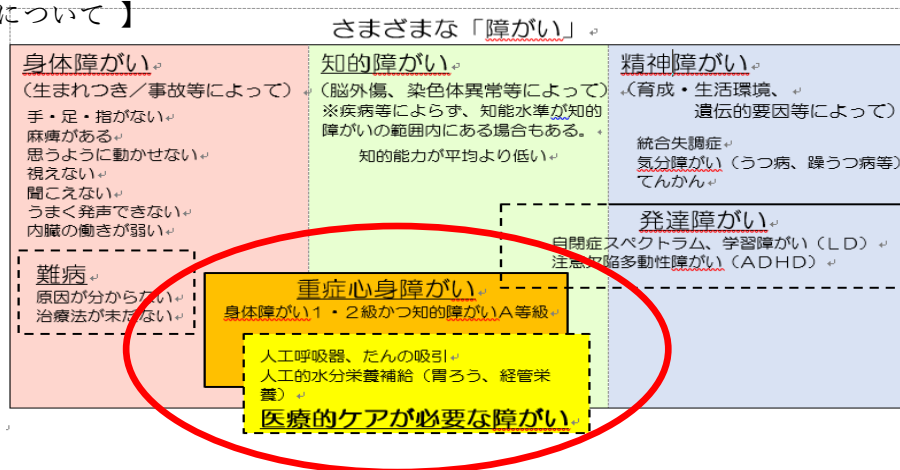 について 】
さまざまな「障がい」
身体障がい
（生まれつき／事故等によって）
手・足・指がない
麻痺がある
思うように動かせない
視えない
聞こえない
うまく発声できない
内臓の働きが弱い
難病
原因が分からない
治療法が未だない
知的障がい
（脳外傷、染色体異常等によって）
※疾病等によらず、知能水準が知的
障がいの範囲内にある場合もある。
知的能力が平均より低い
精神障がい
（育成・生活環境、
遺伝的要因等によって）
統合失調症
気分障がい（うつ病、躁うつ病等）
てんかん
発達障がい
自閉症スペクトラム、学習障がい（ＬＤ）
注意欠陥多動性障がい（ＡＤＨＤ）
重症心身障がい
身体障がい１・２級かつ知的障がいＡ等級
人工呼吸器、たんの吸引
人工的水分栄養補給（胃ろう、経管栄
養）
医療的ケアが必要な障がい